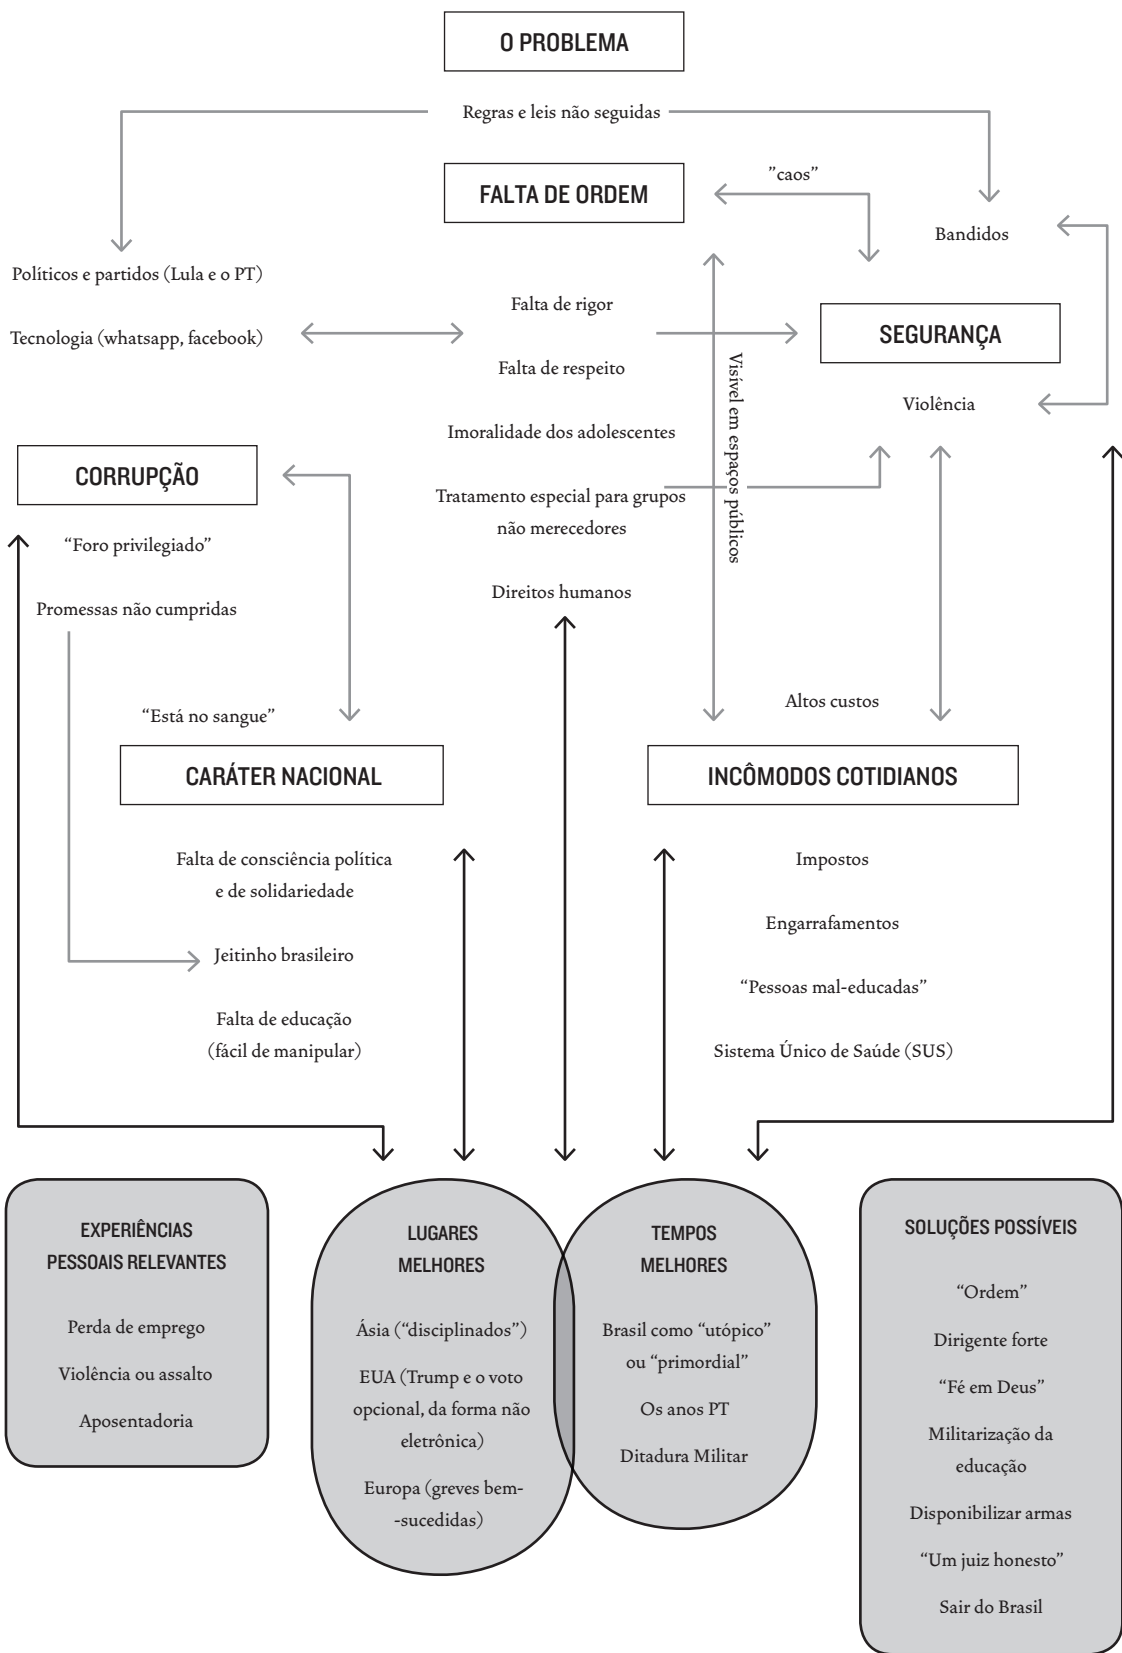 O PROBLEMA
Regras e leis não seguidas
”caos”
FALTA DE ORDEM
Bandidos
Políticos e partidos (Lula e o PT)
Tecnologia (whatsapp, facebook)
Falta de rigor
SEGURANÇA
Falta de respeito
Violência
Visível em espaços públicos
Imoralidade dos adolescentes
CORRUPÇÃO
Tratamento especial para grupos
não merecedores
“Foro privilegiado”
Direitos humanos
Promessas não cumpridas
Altos custos
“Está no sangue”
CARÁTER NACIONAL
INCÔMODOS COTIDIANOS
Falta de consciência política
e de solidariedade
Jeitinho brasileiro
Falta de educação
(fácil de manipular)
Impostos
Engarrafamentos
“Pessoas mal-educadas”
Sistema Único de Saúde (SUS)
EXPERIÊNCIAS
PESSOAIS RELEVANTES
Perda de emprego
Violência ou assalto
Aposentadoria
LUGARES
MELHORES
Ásia (“disciplinados”)
EUA (Trump e o voto
opcional, da forma não
eletrônica)
Europa (greves bem-
-sucedidas)
TEMPOS
MELHORES
Brasil como “utópico”
ou “primordial”
Os anos PT
Ditadura Militar
SOLUÇÕES POSSÍVEIS
“Ordem”
Dirigente forte
“Fé em Deus”
Militarização da
educação
Disponibilizar armas
“Um juiz honesto”
Sair do Brasil